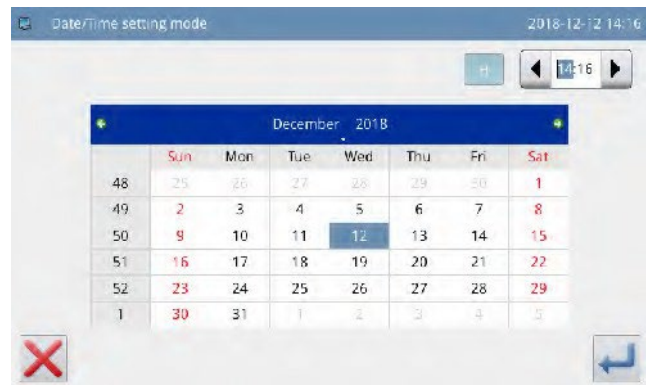 Date/Time setting mode 2018-12-12 14:16
H 14:16
December 2018
Sun Mon Tue Wed Thu Fri Sat
48 25 26 27 28 29 30 1
49 2 3 4 5 6 7 8
50 9 10 11 12 13 14 15
51 16 17 18 19 20 21 22
52 23 24 25 26 27 28 29
1 30 31 1 2 3 4 5